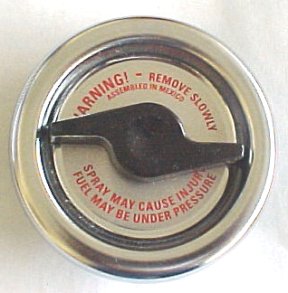 WARNING! - REMOVE SLOWLY
ASSEMBLED IN MEXICO
SPRAY MAY CAUSE INJURY
FUEL MAY BE UNDER PRESSURE